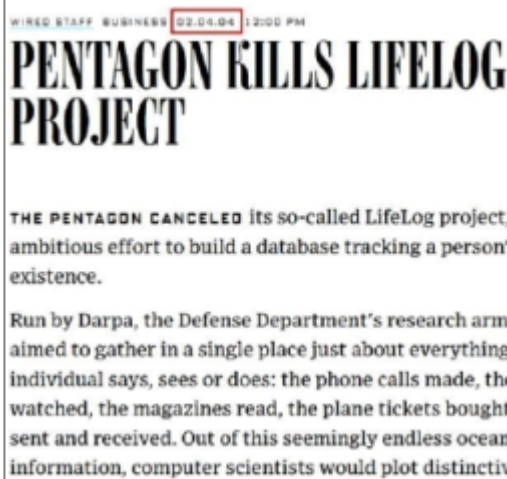 WIRED STAFF BUSINESS 02.04.04 12:00 PM
PENTAGON KILLS LIFELOG
PROJECT
THE PENTAGON CANCELED its so-called LifeLog project,
ambitious effort to build a database tracking a person'
existence.
Run by Darpa, the Defense Department's research arm
aimed to gather in a single place just about everything
individual says, sees or does: the phone calls made, the
watched, the magazines read, the plane tickets bought
sent and received. Out of this seemingly endless ocean
information, computer scientists would plot distinctiv